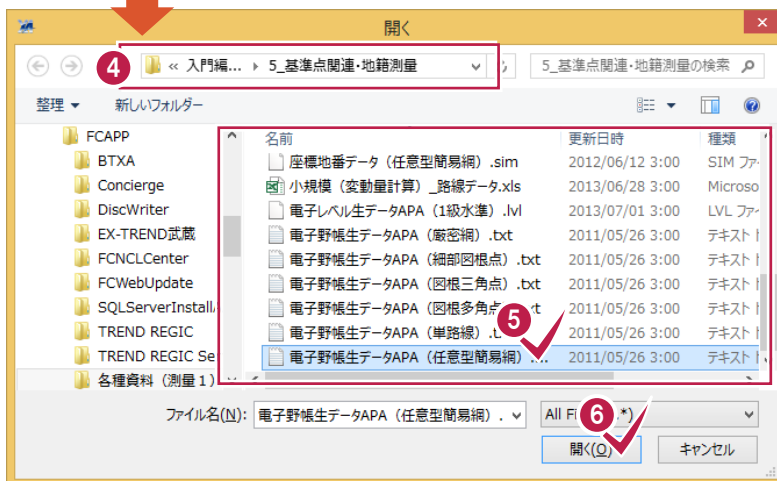 開く
4
« 入門編... ▸ 5_基準点関連・地籍測量
5_基準点関連・地籍測量の検索
整理 ▼ 新しいフォルダー
FCAPP
BTXA
Concierge
DiscWriter
EX-TREND武蔵
FCNCLCenter
FCWebUpdate
SQLServerInstall
TREND REGIC
TREND REGIC Se
各種資料（測量１）
名前 更新日時 種類
座標地番データ（任意型簡易網）.sim 2012/06/12 3:00 SIM ファ
小規模（変動量計算）_路線データ.xls 2013/06/28 3:00 Microso
電子レベル生データAPA（1級水準）.lvl 2013/07/01 3:00 LVL ファ
電子野帳生データAPA（厳密網）.txt 2011/05/26 3:00 テキスト
電子野帳生データAPA（細部図根点）.txt 2011/05/26 3:00 テキスト
電子野帳生データAPA（図根三角点）.txt 2011/05/26 3:00 テキスト
電子野帳生データAPA（図根多角点） 2011/05/26 3:00 テキスト
電子野帳生データAPA（単路線）.t 2011/05/26 3:00 テキスト
電子野帳生データAPA（任意型簡易網） 2011/05/26 3:00 テキスト
5
ファイル名(N): 電子野帳生データAPA（任意型簡易網）.
All Fi .*)
6
開く(O) キャンセル